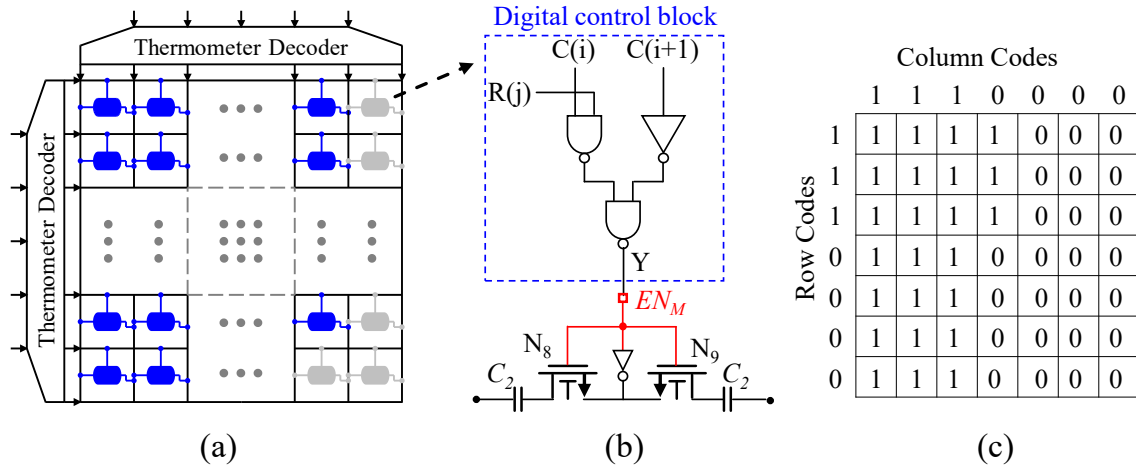 Thermometer Decoder
Thermometer Decoder
Thermometer Decoder
(a)
Digital control block
C(i) C(i+1)
R(j)
Y
EN_M
N_8 N_9
C_2 C_2
(b)
Column Codes
Row Codes
1 1 1 0 0 0 0
1 1 1 1 1 0 0 0
1 1 1 1 1 0 0 0
1 1 1 1 1 0 0 0
0 1 1 1 0 0 0 0
0 1 1 1 0 0 0 0
0 1 1 1 0 0 0 0
0 1 1 1 0 0 0 0
(c)